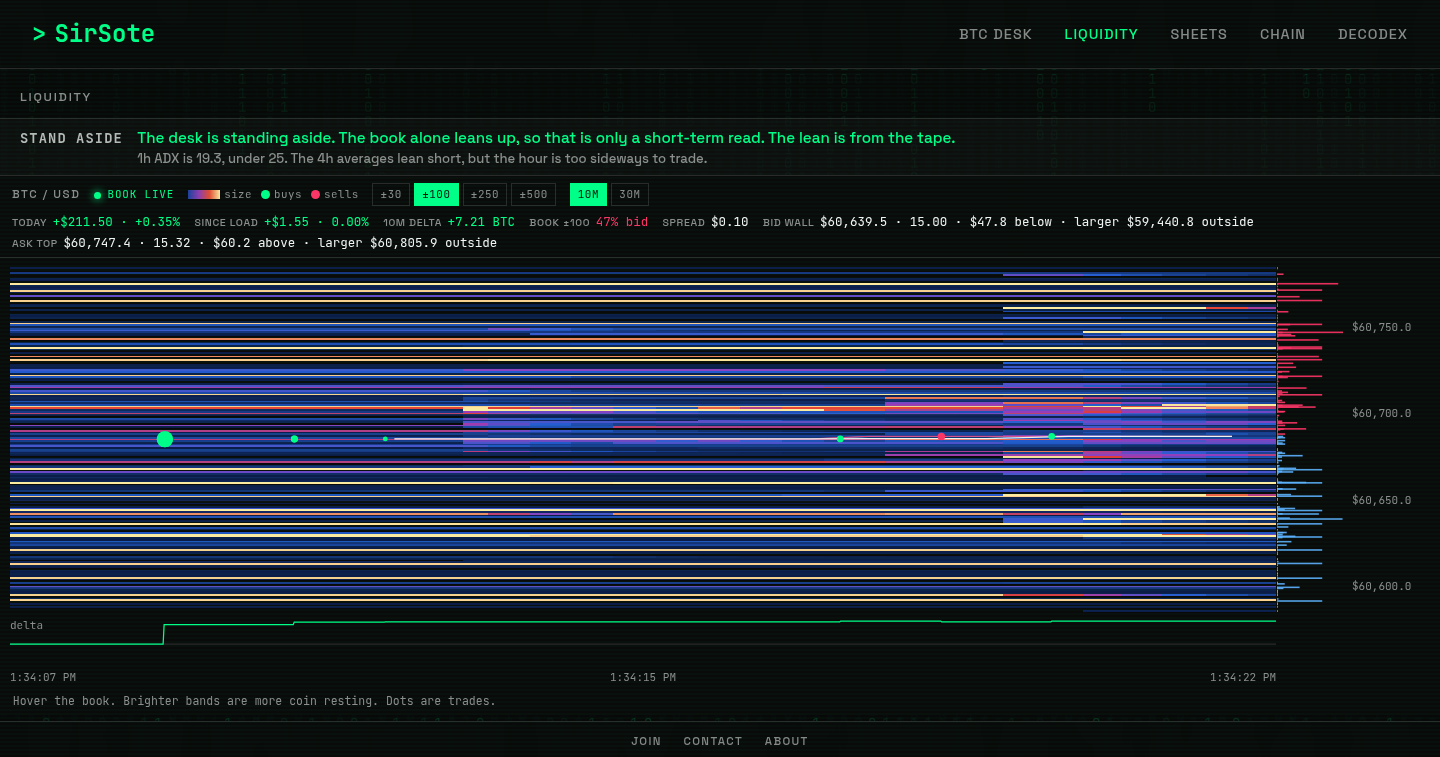 > SirSote
BTC DESK LIQUIDITY SHEETS CHAIN DECODEX
LIQUIDITY
STAND ASIDE The desk is standing aside. The book alone leans up, so that is only a short-term read. The lean is from the tape.
1h ADX is 19.3, under 25. The 4h averages lean short, but the hour is too sideways to trade.
BTC / USD BOOK LIVE size buys sells ±30 ±100 ±250 ±500 10M 30M
TODAY +$211.50 · +0.35% SINCE LOAD +$1.55 · 0.00% 10M DELTA +7.21 BTC BOOK ±100 47% bid SPREAD $0.10 BID WALL $60,639.5 · 15.00 · $47.8 below · larger $59,440.8 outside
ASK TOP $60,747.4 · 15.32 · $60.2 above · larger $60,805.9 outside
$60,750.0
$60,700.0
$60,650.0
$60,600.0
delta
1:34:07 PM 1:34:15 PM 1:34:22 PM
Hover the book. Brighter bands are more coin resting. Dots are trades.
JOIN CONTACT ABOUT